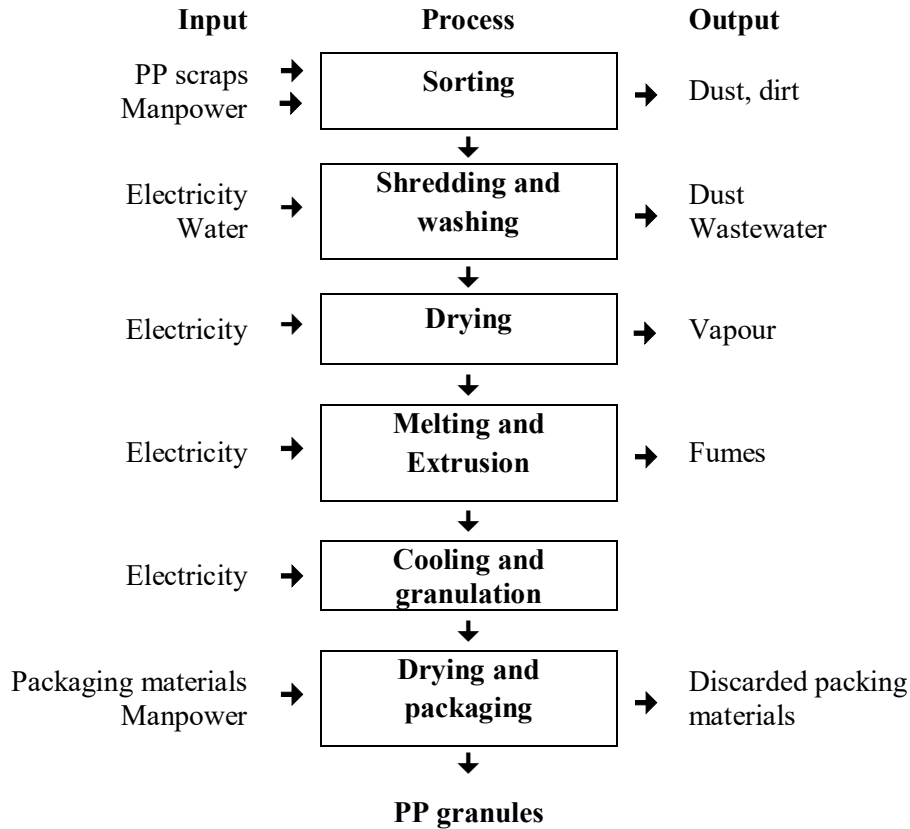 Input Process Output
PP scraps
Manpower
Sorting
Dust, dirt
Electricity
Water
Shredding and
washing
Dust
Wastewater
Electricity
Drying
Vapour
Electricity
Melting and
Extrusion
Fumes
Electricity
Cooling and
granulation
Packaging materials
Manpower
Drying and
packaging
Discarded packing
materials
PP granules